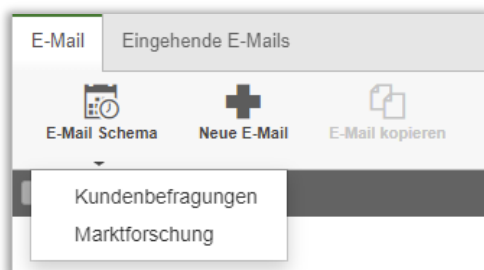 E-Mail Eingehende E-Mails
E-Mail Schema Neue E-Mail E-Mail kopieren
Kundenbefragungen
Marktforschung